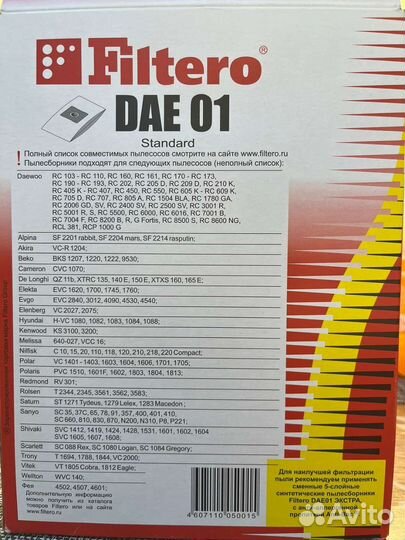 Filtero®
DAE 01
Standard
! Полный список совместимых пылесосов смотрите на сайте www.filtero.ru
Пылесборники подходят для следующих пылесосов (неполный список):
Daewoo RC 103 - RC 110, RC 160, RC 161, RC 170 - RC 173,
RC 190 - RC 193, RC 202, RC 205 D, RC 209 D, RC 210 K,
RC 405 K - RC 407, RC 450, RC 550, RC 605 K - RC 609 K,
RC 705 D, RC 707, RC 805 A, RC 1504 BLA, RC 1780 GA,
RC 2006 GD, SV, RC 2400 SV, RC 2500 SV, RC 3001 R,
RC 5001 R, S, RC 5500, RC 6000, RC 6016, RC 7001 B,
RC 7004 F, RC 8200 B, R, G Fortis, RC 8500 S, RC 8600 NG,
RCL 381, RCP 1000 G
Alpina SF 2201 rabbit, SF 2204 mars, SF 2214 rasputin;
Akira VC-R 1204;
Beko BKS 1207, 1220, 1222, 9530;
Cameron CVC 1070;
De Longhi QZ 11b, XTRC 135, 140 E, 150 E, XTXS 160, 165 E;
Elekta EVC 1620, 1700, 1745, 1760;
Evgo EVC 2840, 3012, 4090, 4530, 4540;
Elenberg VC 2027, 2075;
Hyundai H-VC 1080, 1082, 1083, 1084, 1088;
Kenwood KS 3100, 3200;
Melissa 640-027, VCC 16;
Nilfisk C 10, 15, 20, 110, 118, 120, 210, 218, 220 Compact;
Polar VC 1401 - 1403, 1603, 1604, 1606, 1701, 1705;
Polaris PVC 1510, 1601F, 1602, 1803, 1804, 1813;
Redmond RV 301;
Rolsen T 2344, 2345, 3561, 3562, 3583;
Saturn ST 1271 Tydeus, 1279 Lelex, 1283 Macedon;
Sanyo SC 35, 37C, 65, 78, 91, 357, 400, 401, 410,
SC 660, 810, 830, 870, N200, N310, P8, P221;
Shivaki SVC 1412, 1419, 1424, 1428, 1531, 1601, 1602, 1604
SVC 1605, 1607, 1608;
Scarlett SC 088 Rex, SC 1080 Logan, SC 1084 Gregory;
Trony T 1694, 1788, 1844, VC 2000;
Vitek VT 1805 Cobra, 1812 Eagle;
Wellton WVC 140;
Фея 4502, 4507, 4601;
Дополнительную информацию
можно получить из каталога
товаров Filtero или на сайте
www.filtero.ru
4607110 050015
Для наилучшей фильтрации
пыли рекомендуем применять
сменные 5-слойные
синтетические пылесборники
Filtero DAE01 ЭКСТРА,
Avito